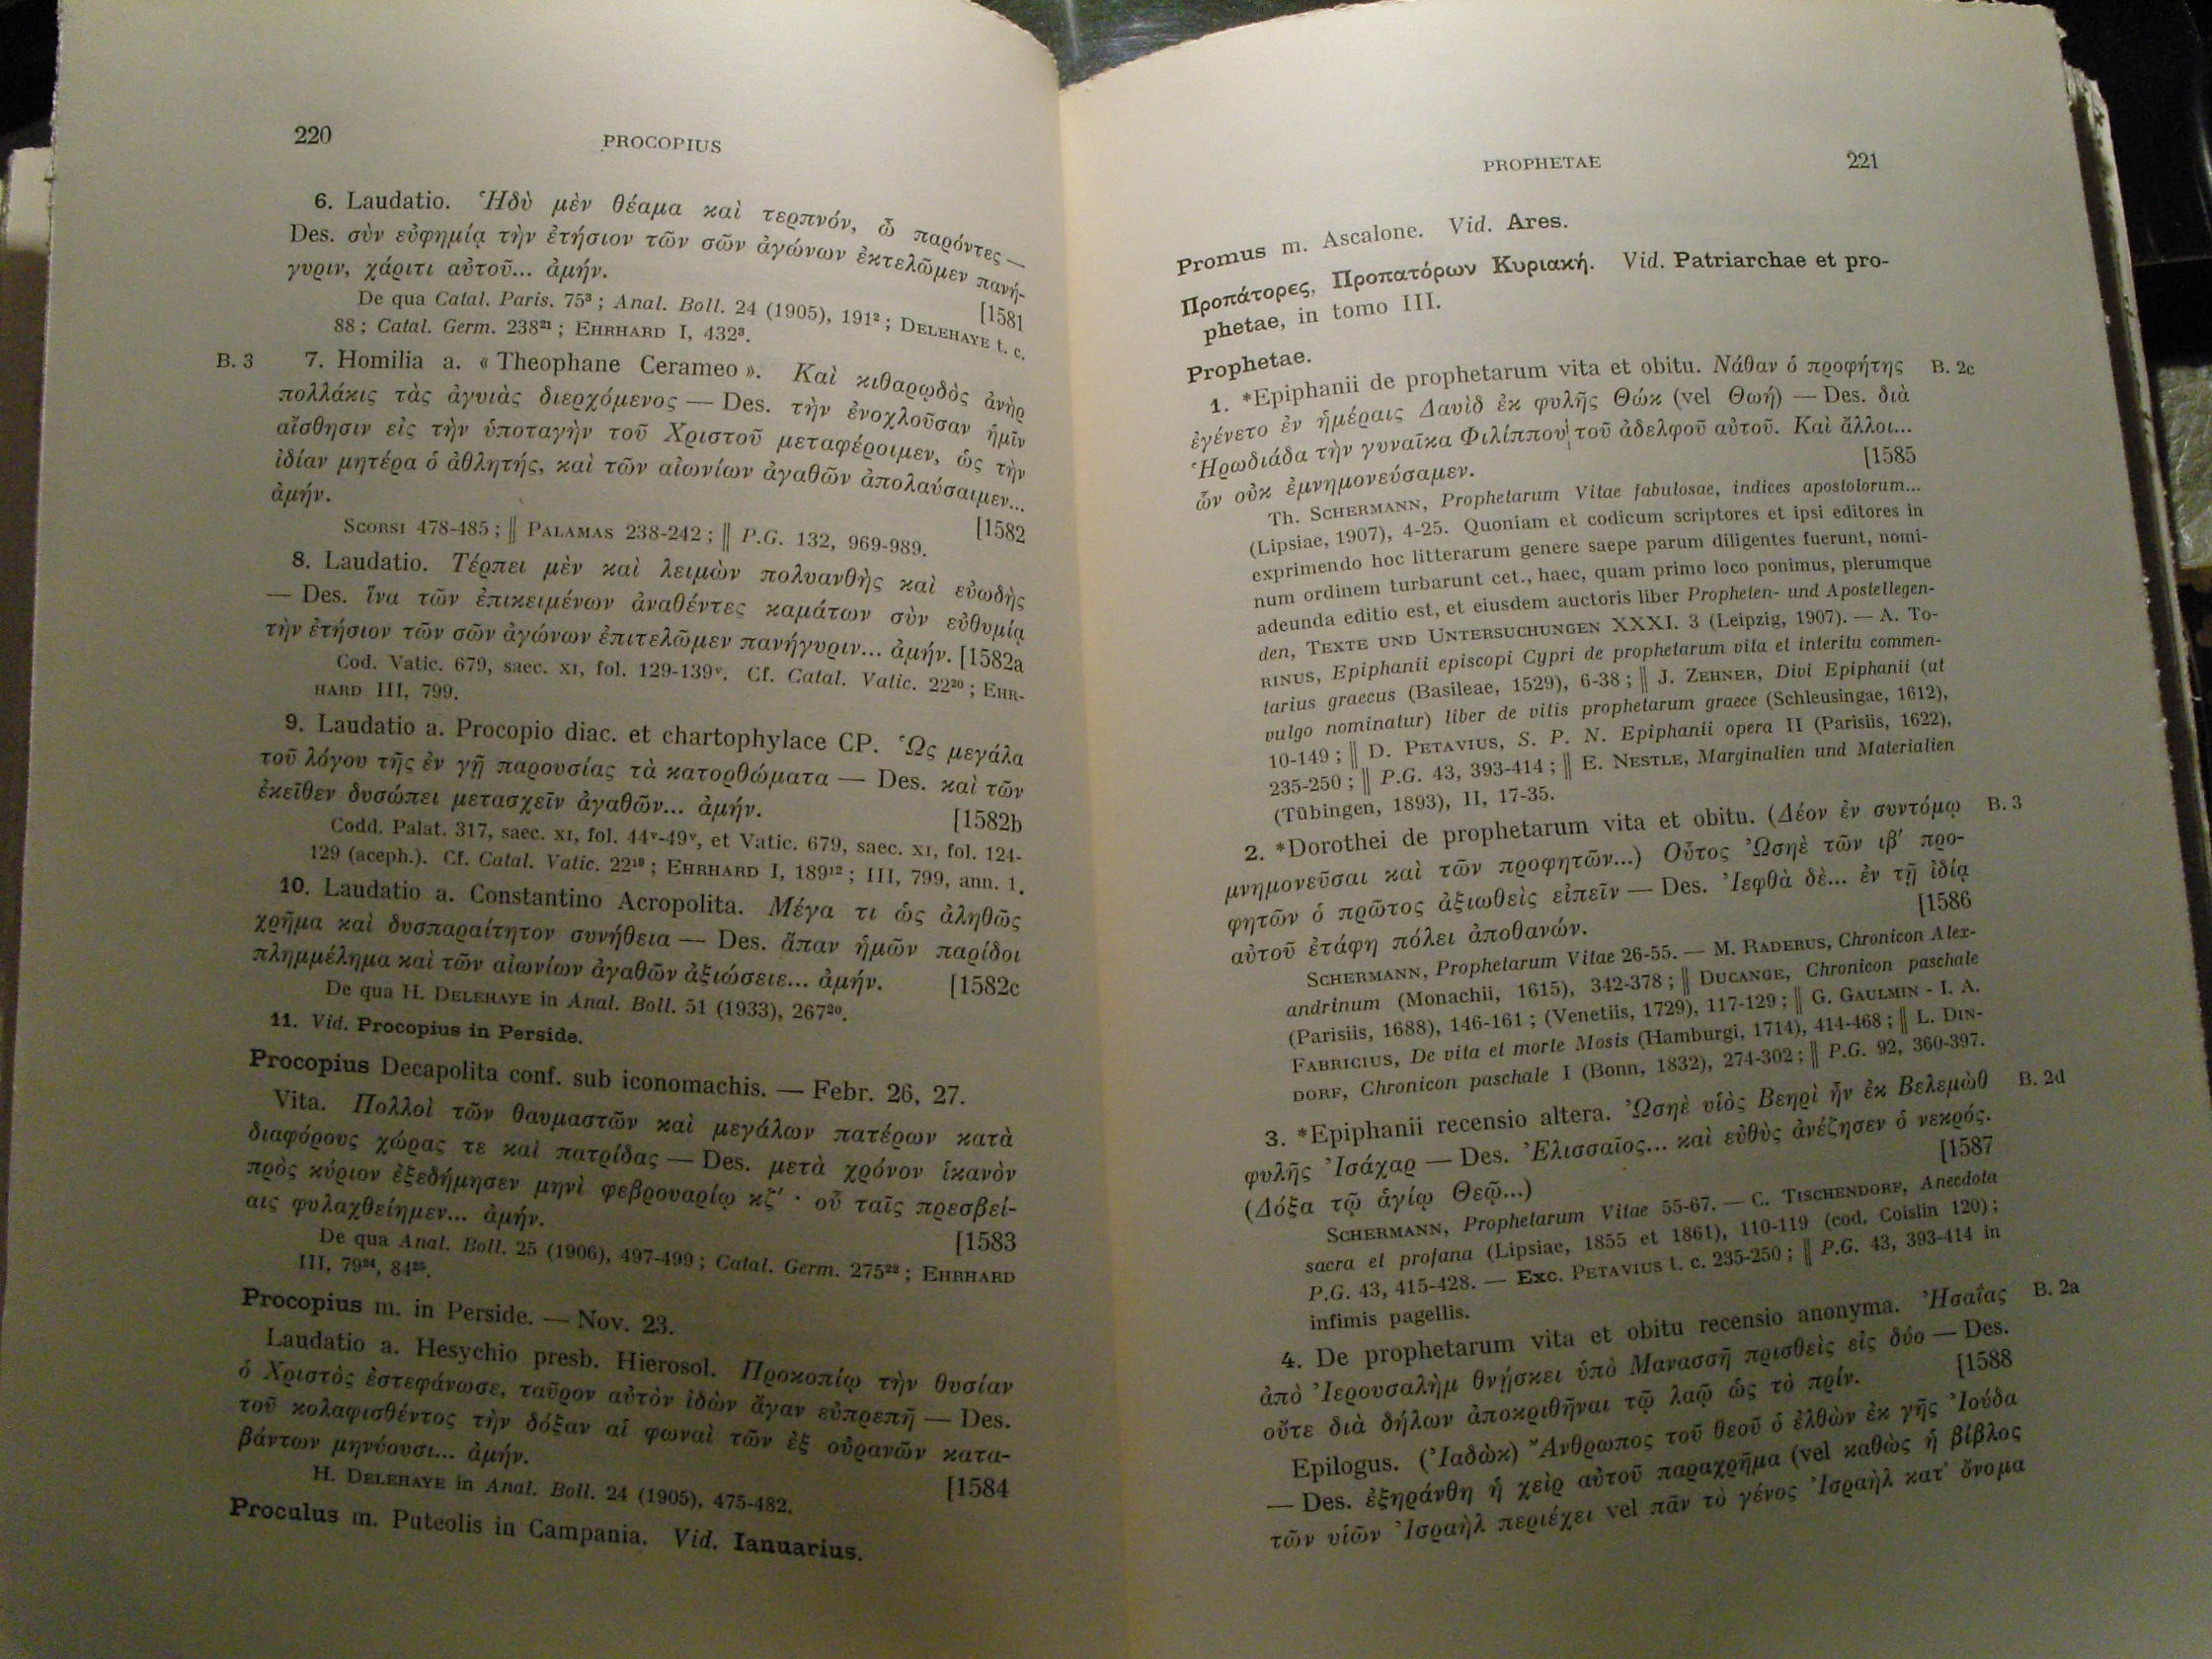 220
PROCOPIUS
6. Laudatio. Ἡδὺ μὲν θέαμα καὶ τερπνόν, ὦ παρόντες —
Des. σὺν εὐφημίᾳ τὴν ἐτήσιον τῶν σῶν ἀγώνων ἐκτελῶμεν πανή-
γυριν, χάριτι αὐτοῦ... ἀμήν. [1581
De qua Catal. Paris. 75³ ; Anal. Boll. 24 (1905), 191² ; DELEHAYE t. c.
88 ; Catal. Germ. 238²¹ ; EHRHARD I, 432³.
B. 3 7. Homilia a. « Theophane Cerameo ». Καὶ κιθαρῳδὸς ἀνὴρ
πολλάκις τὰς ἀγυιὰς διερχόμενος — Des. τὴν ἐνοχλοῦσαν ἡμῖν
αἴσθησιν εἰς τὴν ὑποταγὴν τοῦ Χριστοῦ μεταφέροιμεν, ὡς τὴν
ἰδίαν μητέρα ὁ ἀθλητής, καὶ τῶν αἰωνίων ἀγαθῶν ἀπολαύσαιμεν...
ἀμήν. [1582
SCORSI 478-485 ; || PALAMAS 238-242 ; || P.G. 132, 969-989.
8. Laudatio. Τέρπει μὲν καὶ λειμὼν πολυανθὴς καὶ εὐωδὴς
— Des. ἵνα τῶν ἐπικειμένων ἀναθέντες καμάτων σὺν εὐθυμίᾳ
τὴν ἐτήσιον τῶν σῶν ἀγώνων ἐπιτελῶμεν πανήγυριν... ἀμήν. [1582a
Cod. Vatic. 679, saec. XI, fol. 129-139ᵛ. Cf. Catal. Vatic. 22²⁰ ; EHR-
HARD III, 799.
9. Laudatio a. Procopio diac. et chartophylace CP. Ὡς μεγάλα
τοῦ λόγου τῆς ἐν γῇ παρουσίας τὰ κατορθώματα — Des. καὶ τῶν
ἐκεῖθεν δυσώπει μετασχεῖν ἀγαθῶν... ἀμήν. [1582b
Codd. Palat. 317, saec. XI, fol. 44ᵛ-49ᵛ, et Vatic. 679, saec. XI, fol. 124-
129 (aceph.). Cf. Catal. Vatic. 22¹⁹ ; EHRHARD I, 189¹² ; III, 799, ann. 1.
10. Laudatio a. Constantino Acropolita. Μέγα τι ὡς ἀληθῶς
χρῆμα καὶ δυσπαραίτητον συνήθεια — Des. ἅπαν ἡμῶν παρίδοι
πλημμέλημα καὶ τῶν αἰωνίων ἀγαθῶν ἀξιώσειε... ἀμήν. [1582c
De qua H. DELEHAYE in Anal. Boll. 51 (1933), 267²⁰.
11. Vid. Procopius in Perside.
Procopius Decapolita conf. sub iconomachis. — Febr. 26, 27.
Vita. Πολλοὶ τῶν θαυμαστῶν καὶ μεγάλων πατέρων κατὰ
διαφόρους χώρας τε καὶ πατρίδας — Des. μετὰ χρόνον ἱκανὸν
πρὸς κύριον ἐξεδήμησεν μηνὶ φεβρουαρίῳ κζʹ · οὗ ταῖς πρεσβεί-
αις φυλαχθείημεν... ἀμήν. [1583
De qua Anal. Boll. 25 (1906), 497-499 ; Catal. Germ. 275²² ; EHRHARD
III, 79²⁴, 84²⁵.
Procopius m. in Perside. — Nov. 23.
Laudatio a. Hesychio presb. Hierosol. Προκοπίῳ τὴν θυσίαν
ὁ Χριστὸς ἐστεφάνωσε, ταῦρον αὐτὸν ἰδὼν ἄγαν εὐπρεπῆ — Des.
τοῦ κολαφισθέντος τὴν δόξαν αἱ φωναὶ τῶν ἐξ οὐρανῶν κατα-
βάντων μηνύουσι... ἀμήν. [1584
H. DELEHAYE in Anal. Boll. 24 (1905), 475-482.
Proculus m. Puteolis in Campania. Vid. Ianuarius.
PROPHETAE
221
Promus m. Ascalone. Vid. Ares.
Προπάτορες, Προπατόρων Κυριακή. Vid. Patriarchae et pro-
phetae, in tomo III.
Prophetae.
1. *Epiphanii de prophetarum vita et obitu. Νάθαν ὁ προφήτης B. 2c
ἐγένετο ἐν ἡμέραις Δαυὶδ ἐκ φυλῆς Θώκ (vel Θωή) — Des. διὰ
Ἡρωδιάδα τὴν γυναῖκα Φιλίππου τοῦ ἀδελφοῦ αὐτοῦ. Καὶ ἄλλοι...
ὧν οὐκ ἐμνημονεύσαμεν. [1585
Th. SCHERMANN, Prophetarum Vitae fabulosae, indices apostolorum...
(Lipsiae, 1907), 4-25. Quoniam et codicum scriptores et ipsi editores in
exprimendo hoc litterarum genere saepe parum diligentes fuerunt, nomi-
num ordinem turbarunt cet., haec, quam primo loco ponimus, plerumque
adeunda editio est, et eiusdem auctoris liber Propheten- und Apostellegen-
den, TEXTE UND UNTERSUCHUNGEN XXXI. 3 (Leipzig, 1907). — A. To-
RINUS, Epiphanii episcopi Cypri de prophetarum vita et interitu commen-
tarius graecus (Basileae, 1529), 6-38 ; || J. ZEHNER, Divi Epiphanii (ut
vulgo nominatur) liber de vitis prophetarum graece (Schleusingae, 1612),
10-149 ; || D. PETAVIUS, S. P. N. Epiphanii opera II (Parisiis, 1622),
235-250 ; || P.G. 43, 393-414 ; || E. NESTLE, Marginalien und Materialien
(Tübingen, 1893), II, 17-35.
2. *Dorothei de prophetarum vita et obitu. (Δέον ἐν συντόμῳ B. 3
μνημονεῦσαι καὶ τῶν προφητῶν...) Οὗτος Ὠσηὲ τῶν ιβʹ προ-
φητῶν ὁ πρῶτος ἀξιωθεὶς εἰπεῖν — Des. Ἰεφθὰ δὲ... ἐν τῇ ἰδίᾳ
αὐτοῦ ἐτάφη πόλει ἀποθανών. [1586
SCHERMANN, Prophetarum Vitae 26-55. — M. RADERUS, Chronicon Alex-
andrinum (Monachii, 1615), 342-378 ; || DUCANGE, Chronicon paschale
(Parisiis, 1688), 146-161 ; (Venetiis, 1729), 117-129 ; || G. GAULMIN - I. A.
FABRICIUS, De vita et morte Mosis (Hamburgi, 1714), 414-468 ; || L. DIN-
DORF, Chronicon paschale I (Bonn, 1832), 274-302 ; || P.G. 92, 360-397.
3. *Epiphanii recensio altera. Ὠσηὲ υἱὸς Βεηρὶ ἦν ἐκ Βελεμὼθ B. 2d
φυλῆς Ἰσάχαρ — Des. Ἐλισσαῖος... καὶ εὐθὺς ἀνέζησεν ὁ νεκρός.
(Δόξα τῷ ἁγίῳ Θεῷ...) [1587
SCHERMANN, Prophetarum Vitae 55-67. — C. TISCHENDORF, Anecdota
sacra et profana (Lipsiae, 1855 et 1861), 110-119 (cod. Coislin 120) ;
P.G. 43, 415-428. — Exc. PETAVIUS t. c. 235-250 ; || P.G. 43, 393-414 in
infimis pagellis.
4. De prophetarum vita et obitu recensio anonyma. Ἠσαΐας B. 2a
ἀπὸ Ἰερουσαλὴμ θνῄσκει ὑπὸ Μανασσῆ πρισθεὶς εἰς δύο — Des.
οὔτε διὰ δήλων ἀποκριθῆναι τῷ λαῷ ὡς τὸ πρίν. [1588
Epilogus. (Ἰαδὼκ) Ἄνθρωπος τοῦ θεοῦ ὁ ἐλθὼν ἐκ γῆς Ἰούδα
— Des. ἐξηράνθη ἡ χεὶρ αὐτοῦ παραχρῆμα (vel καθὼς ἡ βίβλος
τῶν υἱῶν Ἰσραὴλ περιέχει vel πᾶν τὸ γένος Ἰσραὴλ κατ᾽ ὄνομα